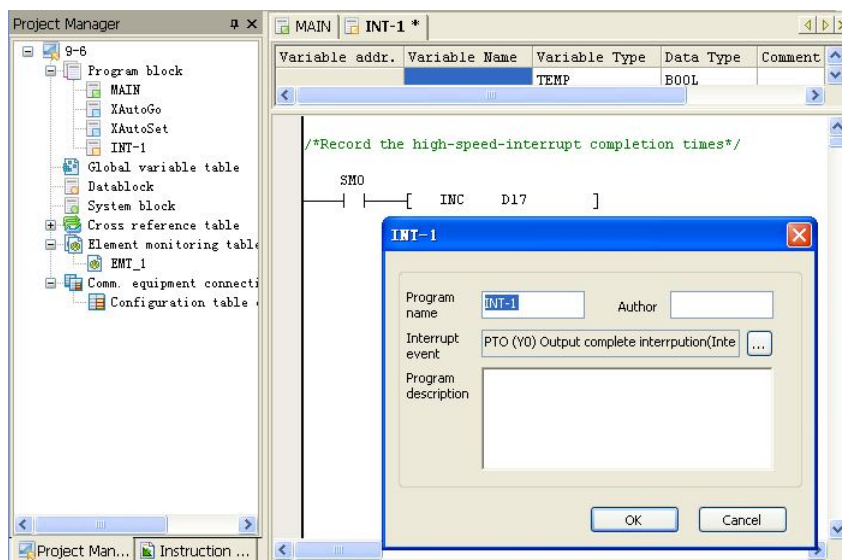 Project Manager
MAIN INT-1 *
9-6
Program block
MAIN
XAutoGo
XAutoSet
INT-1
Global variable table
Datablock
System block
Cross reference table
Element monitoring table
EMT_1
Comm. equipment connecti
Configuration table
Project Man... Instruction ...
Variable addr. Variable Name Variable Type Data Type Comment
TEMP BOOL
/*Record the high-speed-interrupt completion times*/
SM0
[ INC D17 ]
INT-1
Program name INT-1 Author
Interrupt event PTO (Y0) Output complete interrpution(Inte ...
Program description
OK Cancel